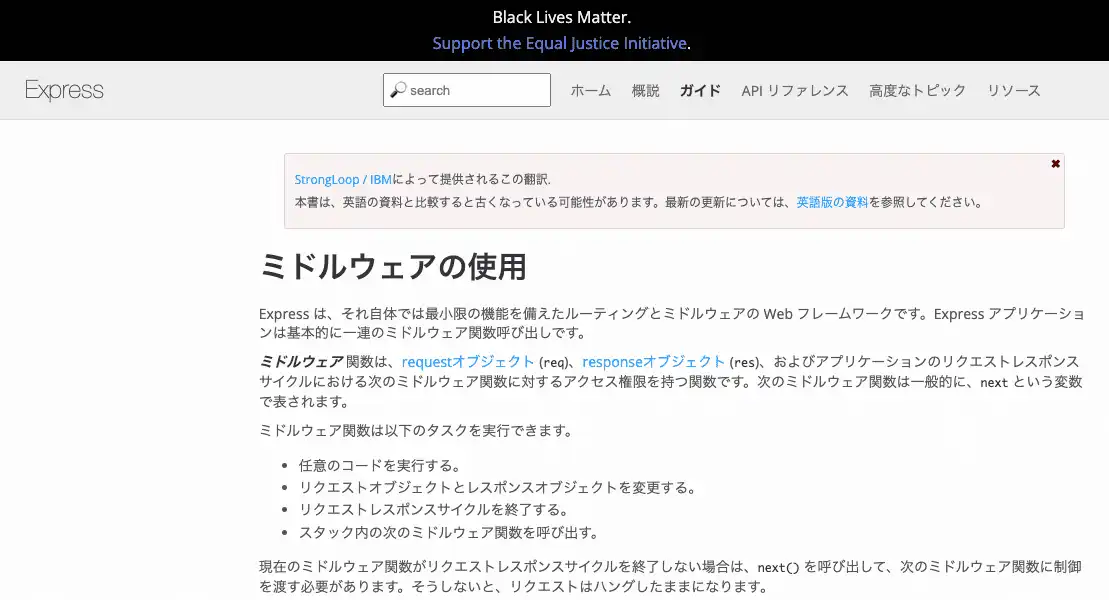 Black Lives Matter.
Support the Equal Justice Initiative.
Express
search
ホーム 概説 ガイド API リファレンス 高度なトピック リソース
✖
StrongLoop / IBMによって提供されるこの翻訳.
本書は、英語の資料と比較すると古くなっている可能性があります。最新の更新については、英語版の資料を参照してください。
ミドルウェアの使用
Express は、それ自体では最小限の機能を備えたルーティングとミドルウェアの Web フレームワークです。Express アプリケーショ
ンは基本的に一連のミドルウェア関数呼び出しです。
ミドルウェア 関数は、requestオブジェクト (req)、responseオブジェクト (res)、およびアプリケーションのリクエストレスポンス
サイクルにおける次のミドルウェア関数に対するアクセス権限を持つ関数です。次のミドルウェア関数は一般的に、next という変数
で表されます。
ミドルウェア関数は以下のタスクを実行できます。
• 任意のコードを実行する。
• リクエストオブジェクトとレスポンスオブジェクトを変更する。
• リクエストレスポンスサイクルを終了する。
• スタック内の次のミドルウェア関数を呼び出す。
現在のミドルウェア関数がリクエストレスポンスサイクルを終了しない場合は、next() を呼び出して、次のミドルウェア関数に制御
を渡す必要があります。そうしないと、リクエストはハングしたままになります。